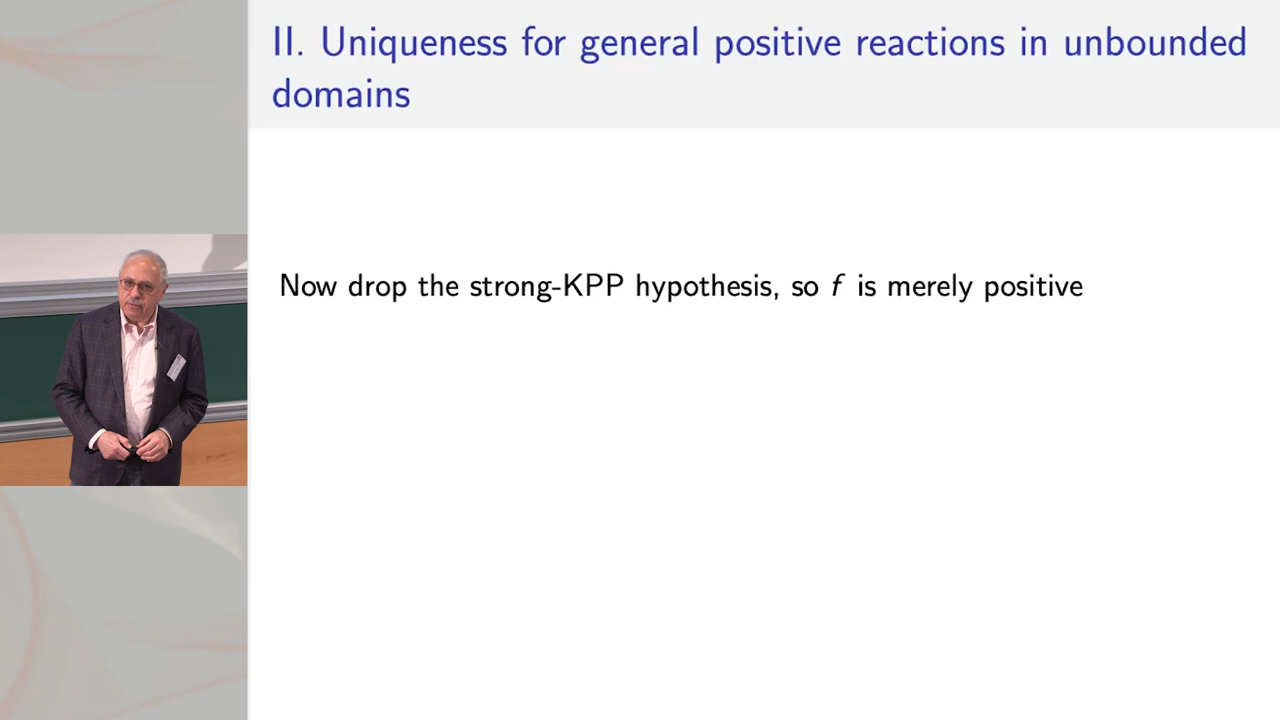 II. Uniqueness for general positive reactions in unbounded
domains
Now drop the strong-KPP hypothesis, so f is merely positive